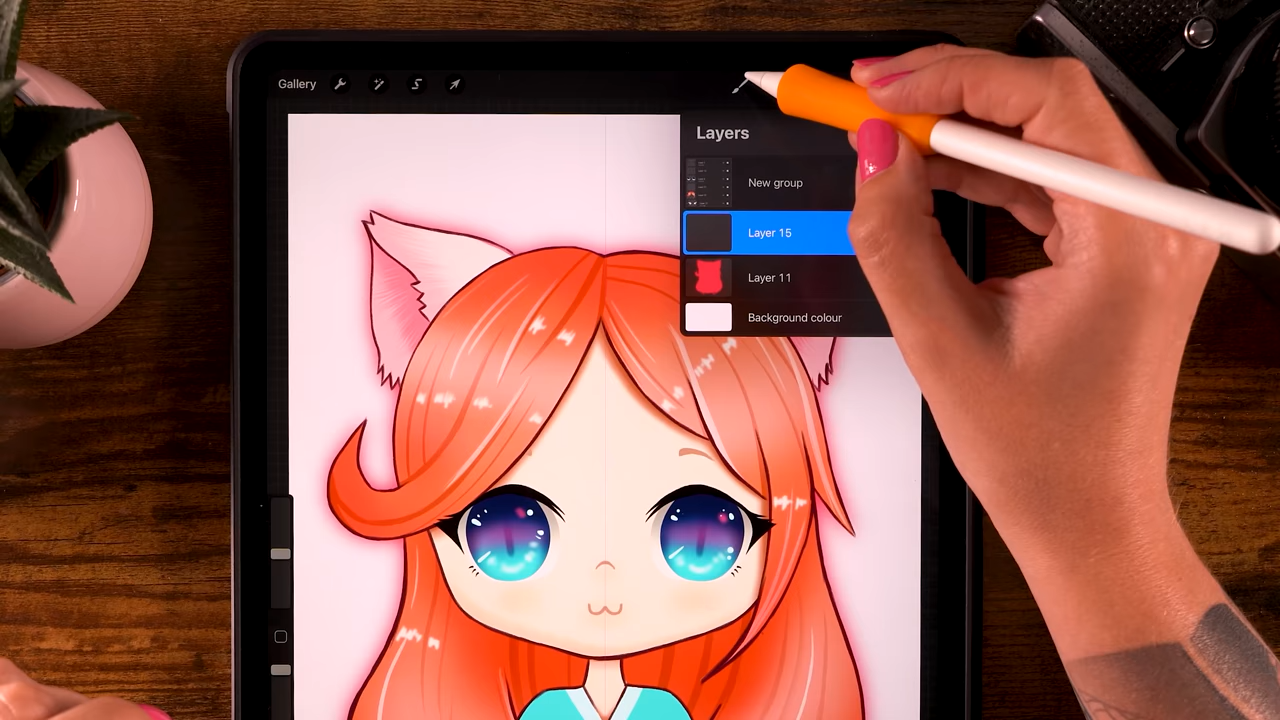 Gallery
Layers
New group
Layer 15
Layer 11
Background colour